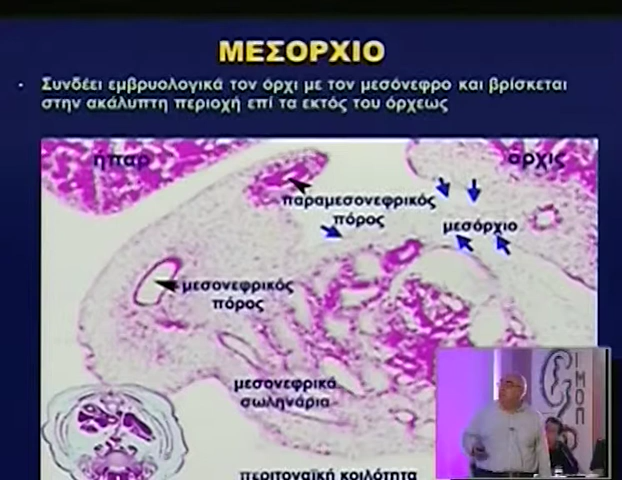 ΜΕΣΟΡΧΙΟ
- Συνδέει εμβρυολογικά τον όρχι με τον μεσόνεφρο και βρίσκεται
στην ακάλυπτη περιοχή επί τα εκτός του όρχεως
ήπαρ
όρχις
παραμεσονεφρικός
πόρος
μεσόρχιο
μεσονεφρικός
πόρος
μεσονεφρικά
σωληνάρια
περιτοναϊκή κοιλότητα
ΙΜΟΠ